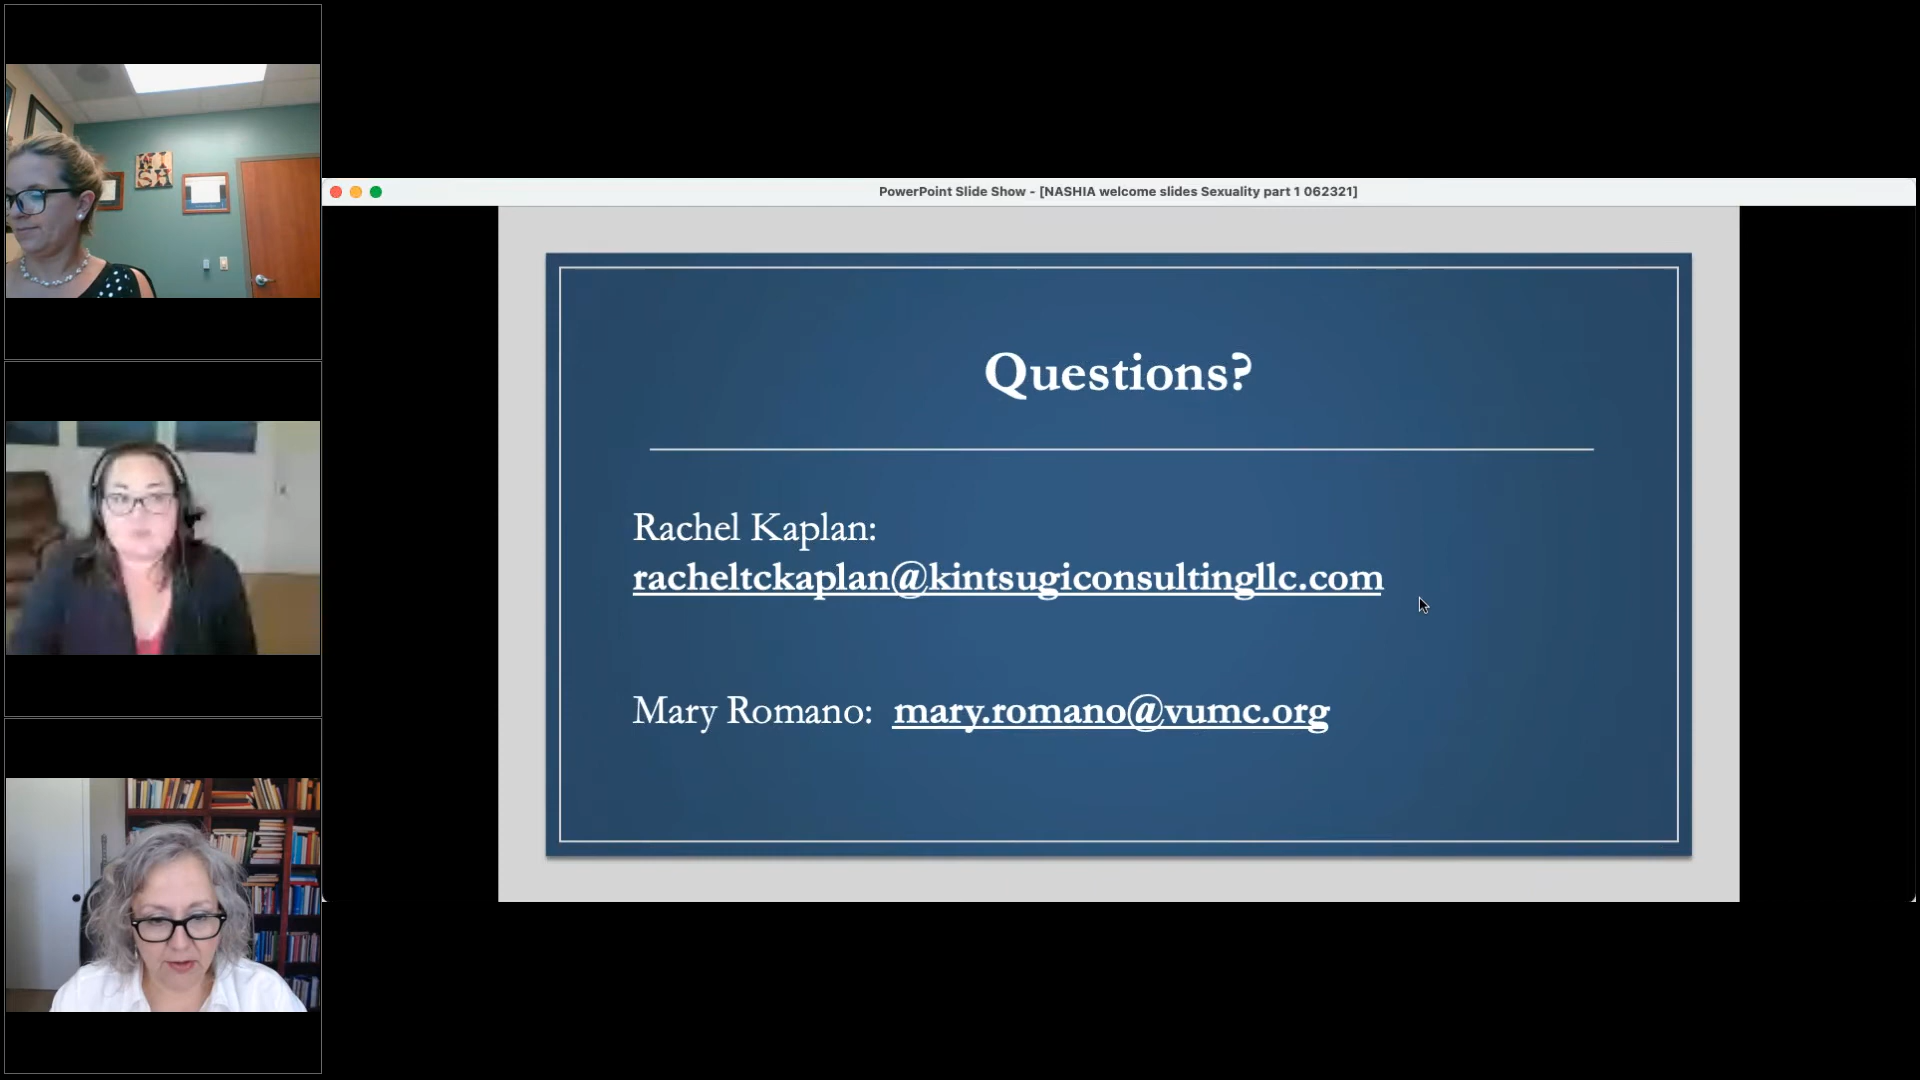 PowerPoint Slide Show - [NASHIA welcome slides Sexuality part 1 062321]
Questions?
Rachel Kaplan:
racheltckaplan@kintsugiconsultingllc.com
Mary Romano: mary.romano@vumc.org